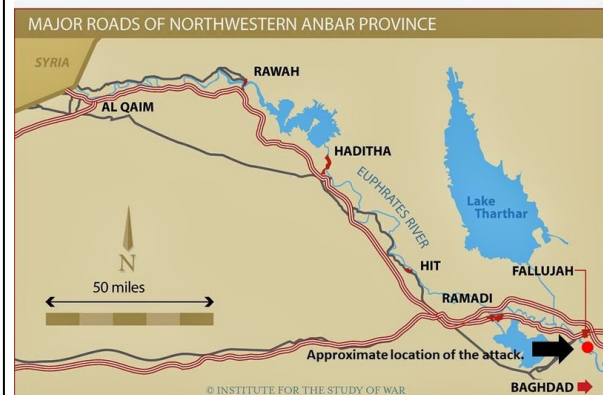 MAJOR ROADS OF NORTHWESTERN ANBAR PROVINCE
SYRIA
RAWAH
AL QAIM
HADITHA
EUPHRATES RIVER
Lake
Tharthar
N
HIT
FALLUJAH
50 miles
RAMADI
Approximate location of the attack.
© INSTITUTE FOR THE STUDY OF WAR
BAGHDAD